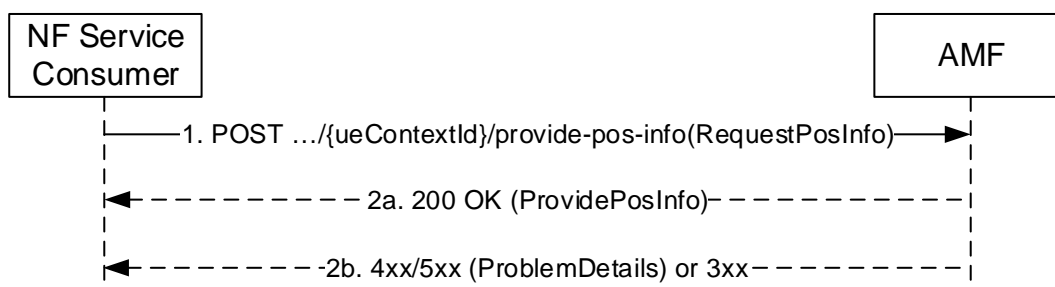 NF Service
Consumer
AMF
1. POST …/{ueContextId}/provide-pos-info(RequestPosInfo)
2a. 200 OK (ProvidePosInfo)
2b. 4xx/5xx (ProblemDetails) or 3xx